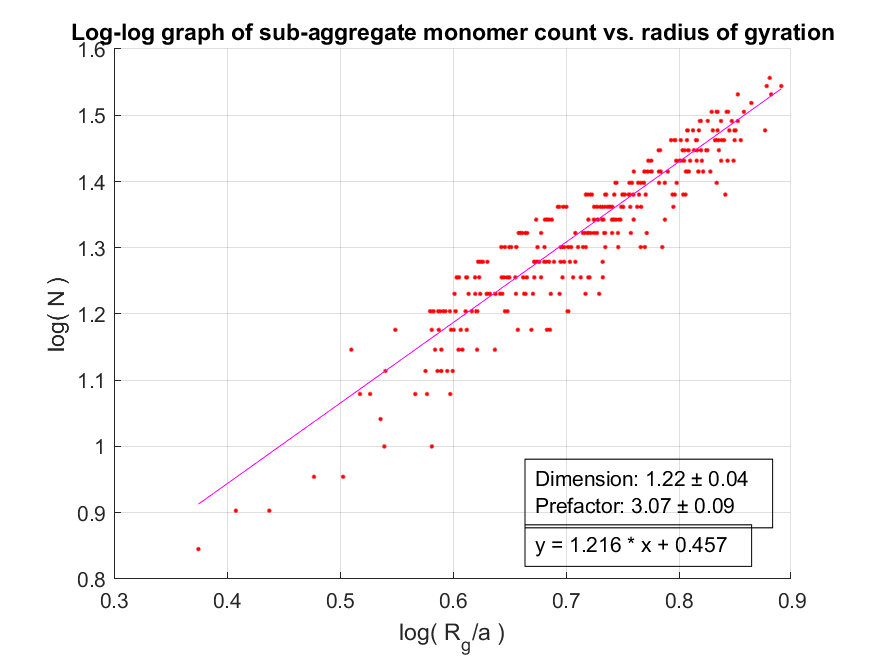 Log-log graph of sub-aggregate monomer count vs. radius of gyration
1.6
1.5
1.4
1.3
1.2
1.1
1
0.9
0.8
log( N )
Dimension: 1.22 ± 0.04
Prefactor: 3.07 ± 0.09
y = 1.216 * x + 0.457
0.3 0.4 0.5 0.6 0.7 0.8 0.9
log( R_g/a )